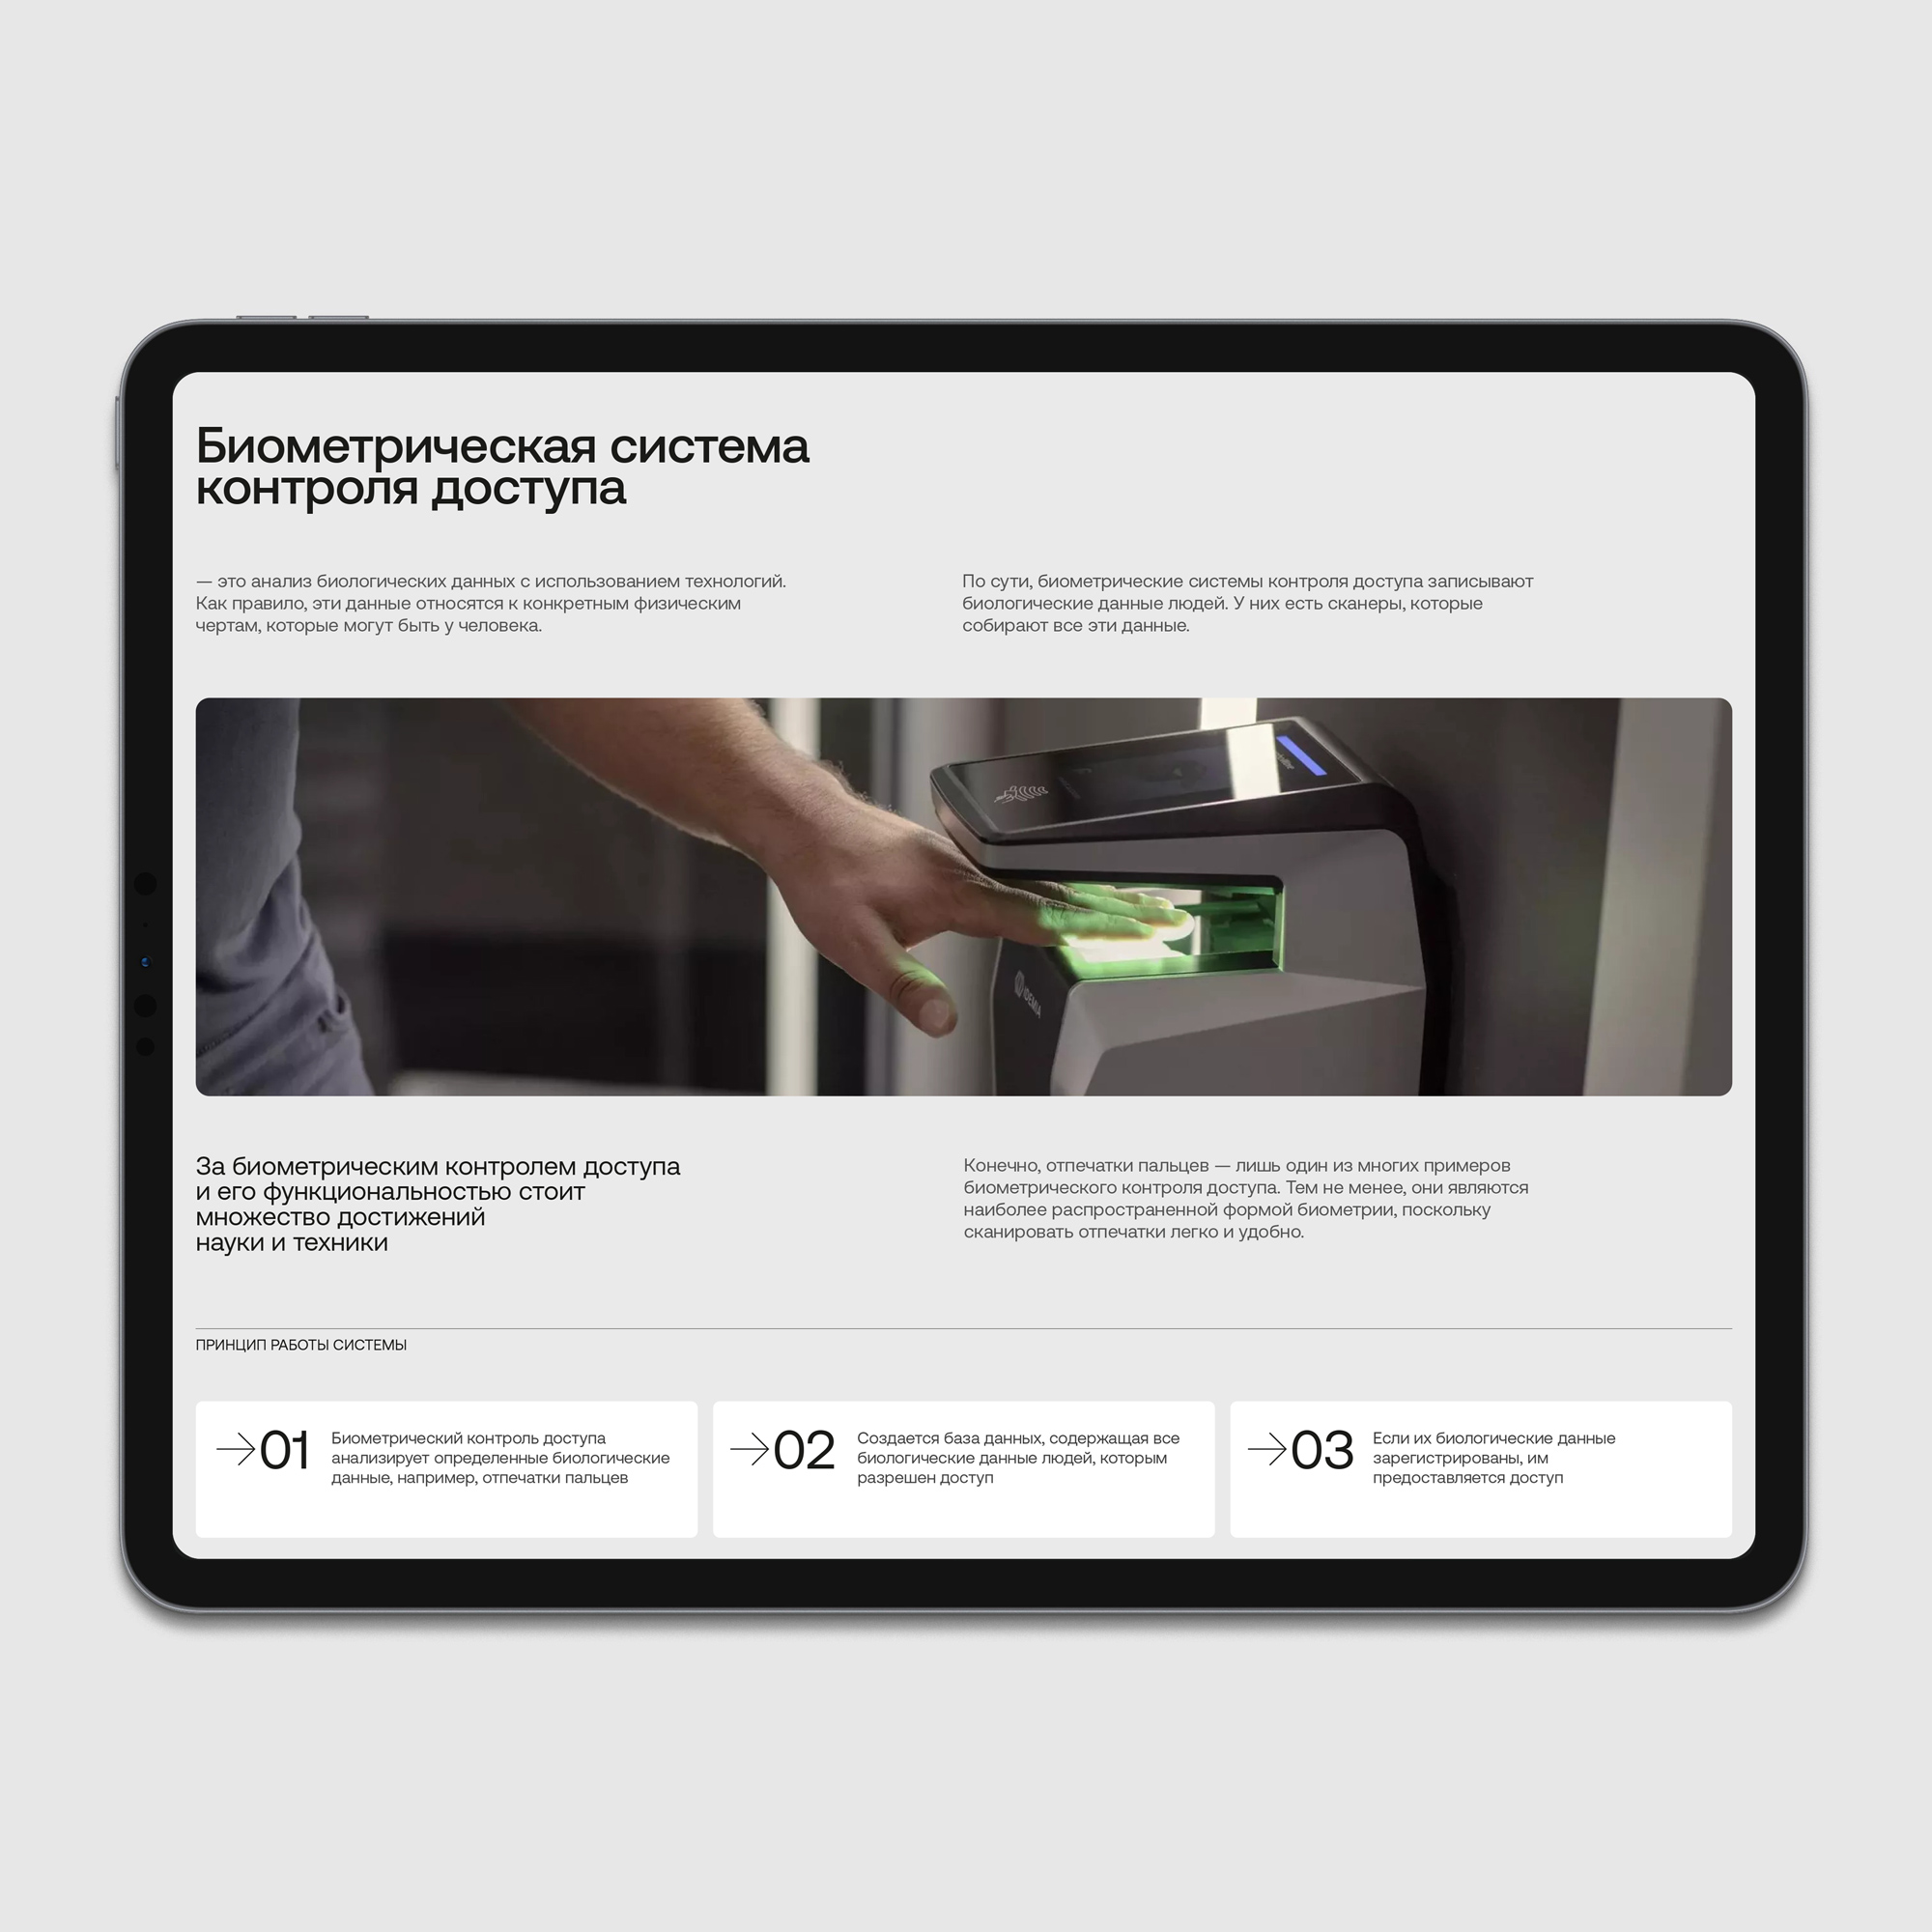 Биометрическая система
контроля доступа
— это анализ биологических данных с использованием технологий.
Как правило, эти данные относятся к конкретным физическим
чертам, которые могут быть у человека.
По сути, биометрические системы контроля доступа записывают
биологические данные людей. У них есть сканеры, которые
собирают все эти данные.
IDEMIA
За биометрическим контролем доступа
и его функциональностью стоит
множество достижений
науки и техники
Конечно, отпечатки пальцев — лишь один из многих примеров
биометрического контроля доступа. Тем не менее, они являются
наиболее распространенной формой биометрии, поскольку
сканировать отпечатки легко и удобно.
ПРИНЦИП РАБОТЫ СИСТЕМЫ
01
Биометрический контроль доступа
анализирует определенные биологические
данные, например, отпечатки пальцев
02
Создается база данных, содержащая все
биологические данные людей, которым
разрешен доступ
03
Если их биологические данные
зарегистрированы, им
предоставляется доступ